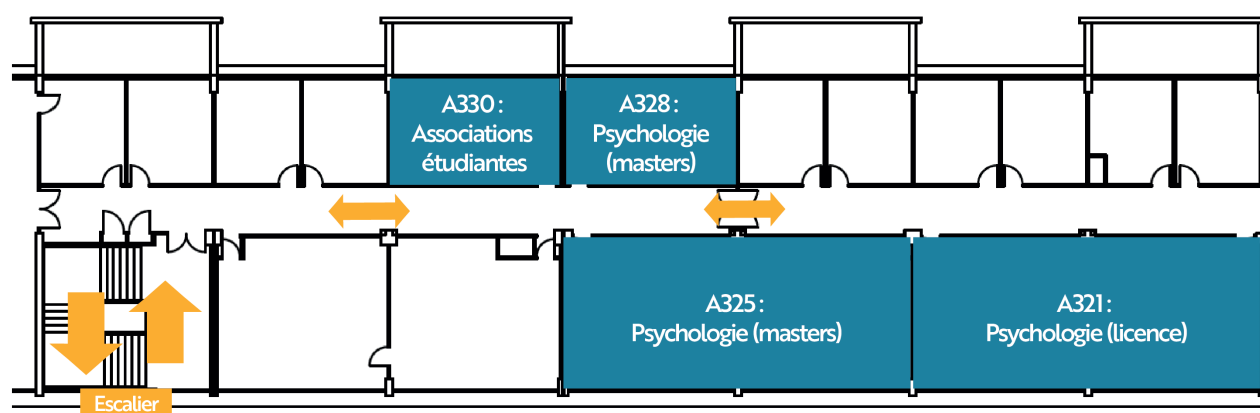 A330 :
Associations
étudiantes
A328 :
Psychologie
(masters)
A325 :
Psychologie (masters)
A321 :
Psychologie (licence)
Escalier